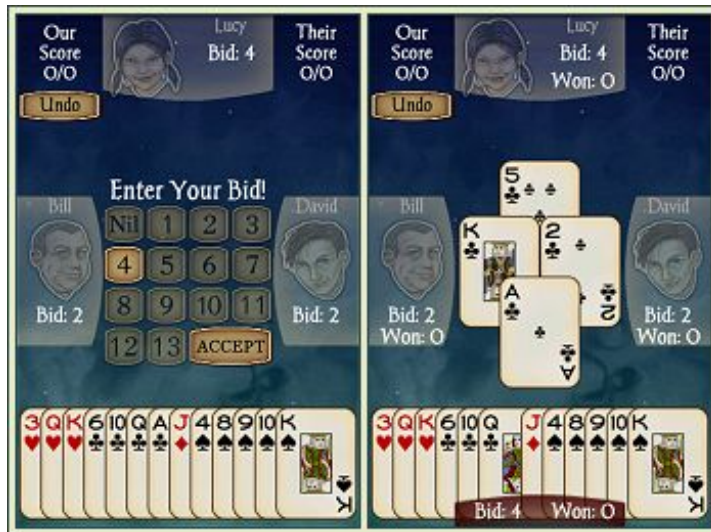 Our
Score
0/0
Undo
Lucy
Bid: 4
Their
Score
0/0
Enter Your Bid!
Bill
Bid: 2
Nil 1 2 3
4 5 6 7
8 9 10 11
12 13 ACCEPT
David
Bid: 2
3 Q K 6 10 Q A J 4 8 9 10 K
K
Our
Score
0/0
Undo
Lucy
Bid: 4
Won: 0
Their
Score
0/0
5
K
2
2
A
A
Bill
Bid: 2
Won: 0
David
Bid: 2
Won: 0
3 Q K 6 10 Q J 4 8 9 10 K
K
Bid: 4 Won: 0